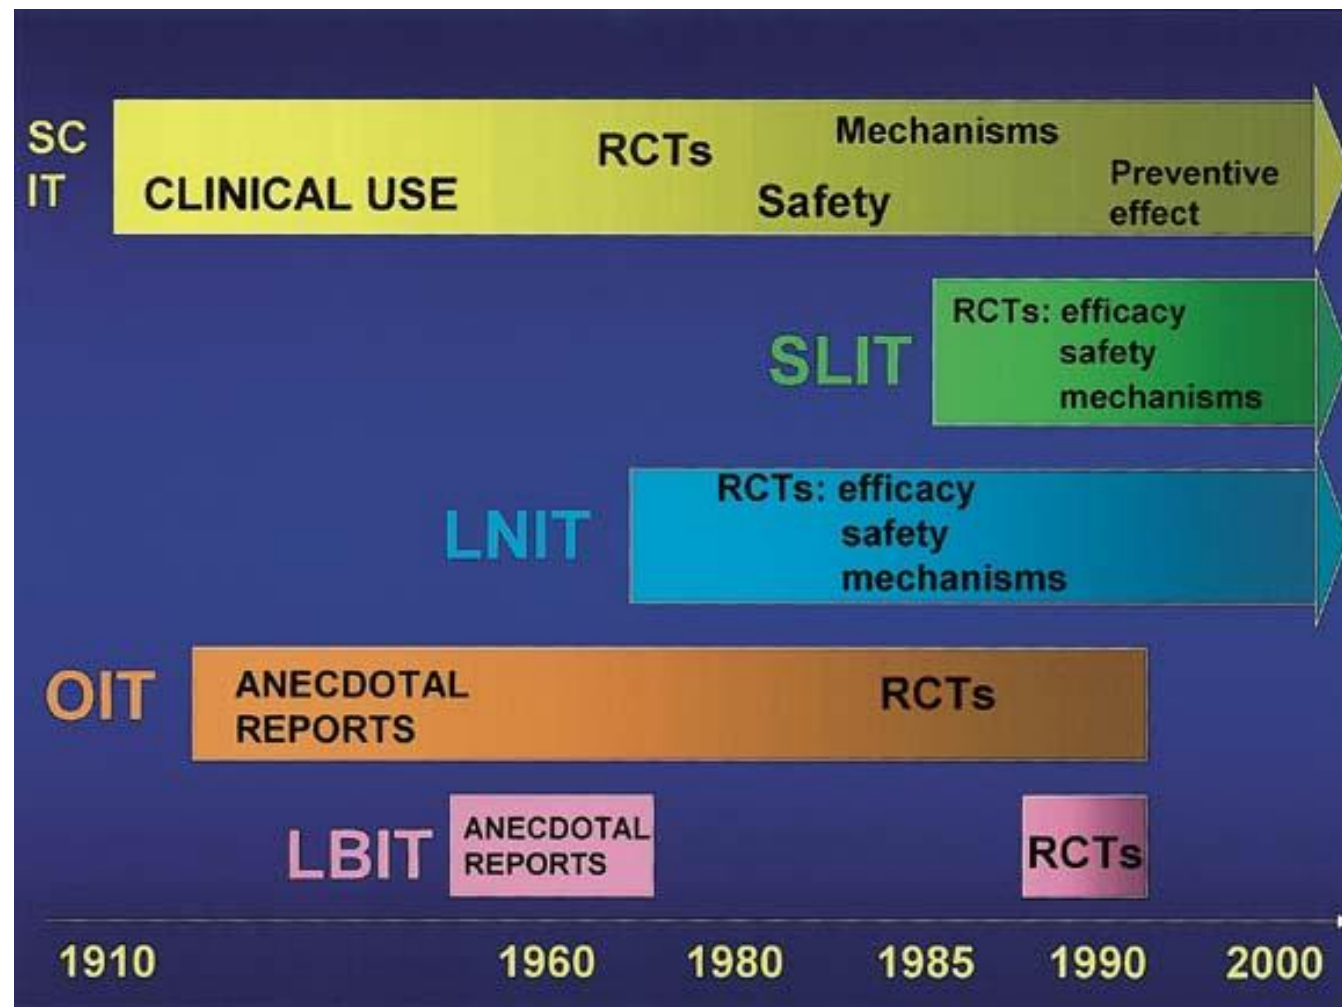 SC
IT
CLINICAL USE
RCTs
Mechanisms
Safety
Preventive
effect
SLIT
RCTs: efficacy
safety
mechanisms
LNIT
RCTs: efficacy
safety
mechanisms
OIT
ANECDOTAL
REPORTS
RCTs
LBIT
ANECDOTAL
REPORTS
RCTs
1910 1960 1980 1985 1990 2000